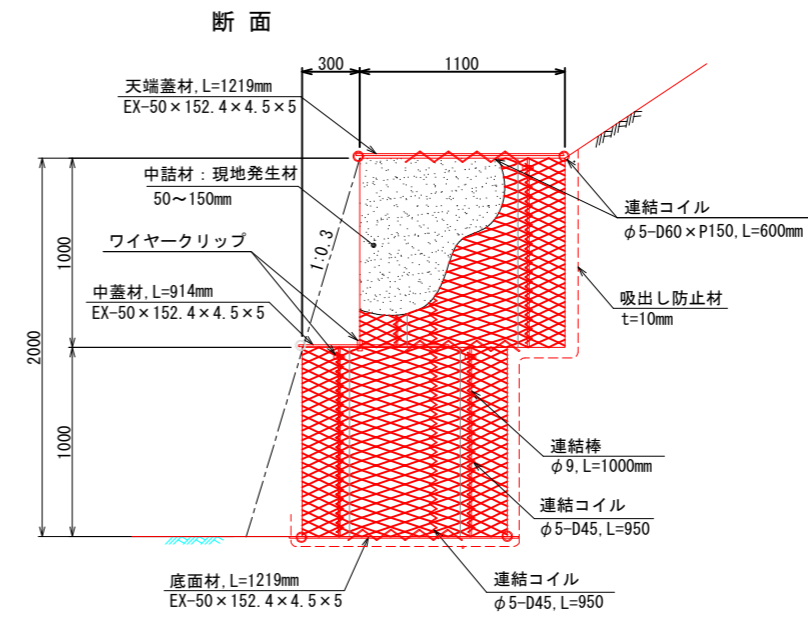 断 面
300
1100
天端蓋材, L=1219mm
EX-50×152.4×4.5×5
中詰材：現地発生材
50～150mm
ワイヤークリップ
1:0.3
中蓋材, L=914mm
EX-50×152.4×4.5×5
2000
1000
1000
連結コイル
φ5-D60×P150, L=600mm
吸出し防止材
t=10mm
連結棒
φ9, L=1000mm
連結コイル
φ5-D45, L=950
底面材, L=1219mm
EX-50×152.4×4.5×5
連結コイル
φ5-D45, L=950